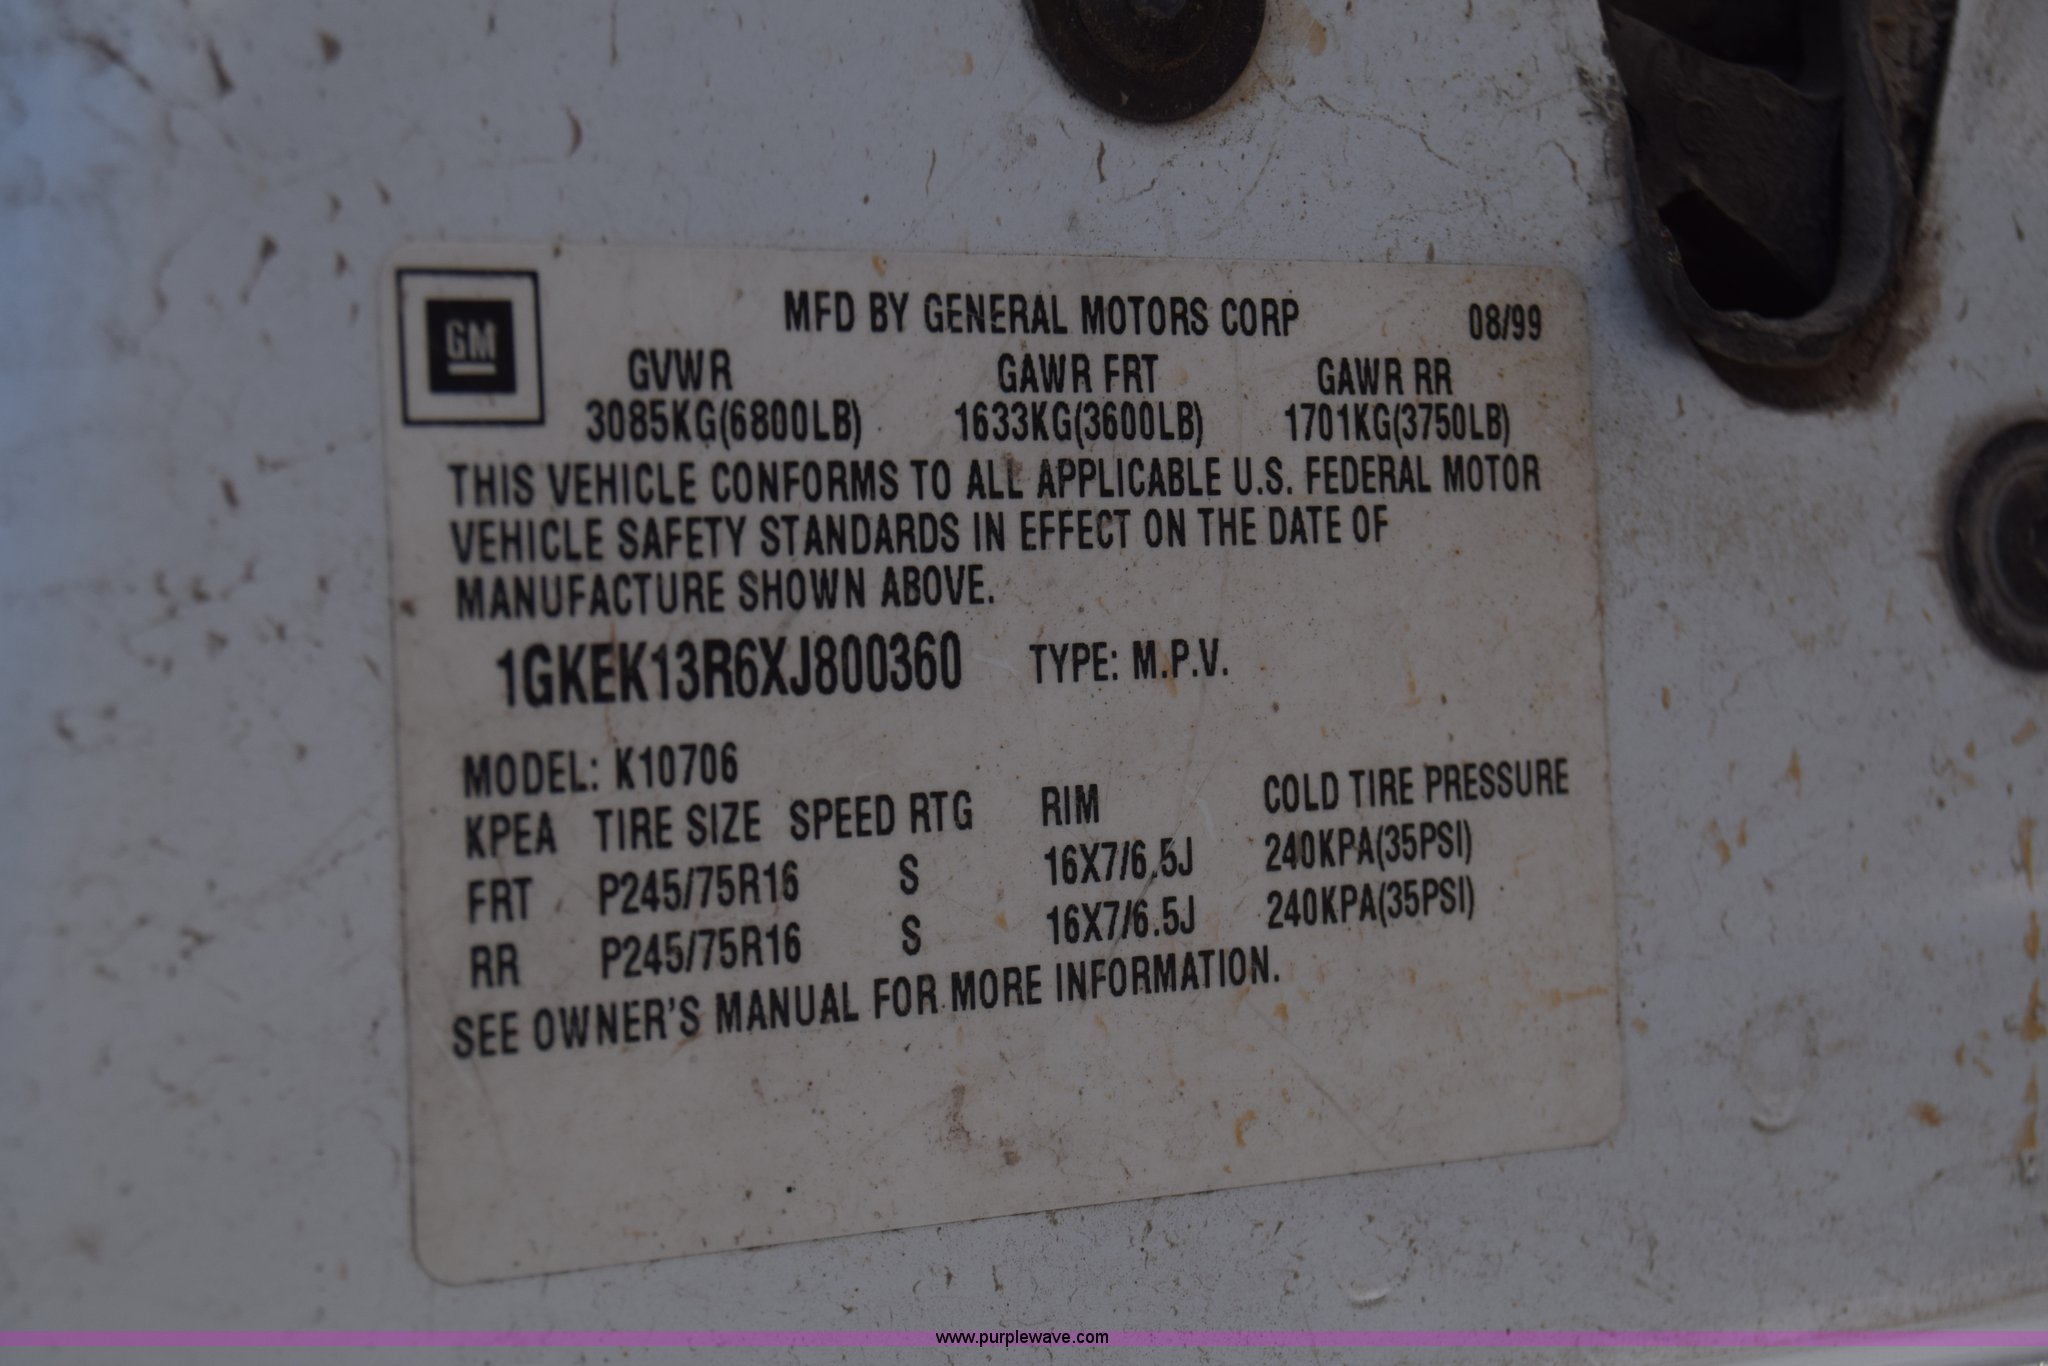 GM
MFD BY GENERAL MOTORS CORP 08/99
GVWR GAWR FRT GAWR RR
3085KG(6800LB) 1633KG(3600LB) 1701KG(3750LB)
THIS VEHICLE CONFORMS TO ALL APPLICABLE U.S. FEDERAL MOTOR
VEHICLE SAFETY STANDARDS IN EFFECT ON THE DATE OF
MANUFACTURE SHOWN ABOVE.
1GKEK13R6XJ800360 TYPE: M.P.V.
MODEL: K10706
KPEA TIRE SIZE SPEED RTG RIM COLD TIRE PRESSURE
FRT P245/75R16 S 16X7/6.5J 240KPA(35PSI)
RR P245/75R16 S 16X7/6.5J 240KPA(35PSI)
SEE OWNER'S MANUAL FOR MORE INFORMATION.
www.purplewave.com